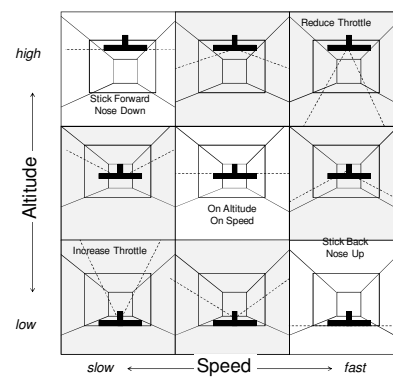 Reduce Throttle
high
Stick Forward
Nose Down
Altitude
On Altitude
On Speed
Increase Throttle
Stick Back
Nose Up
low
slow
Speed
fast